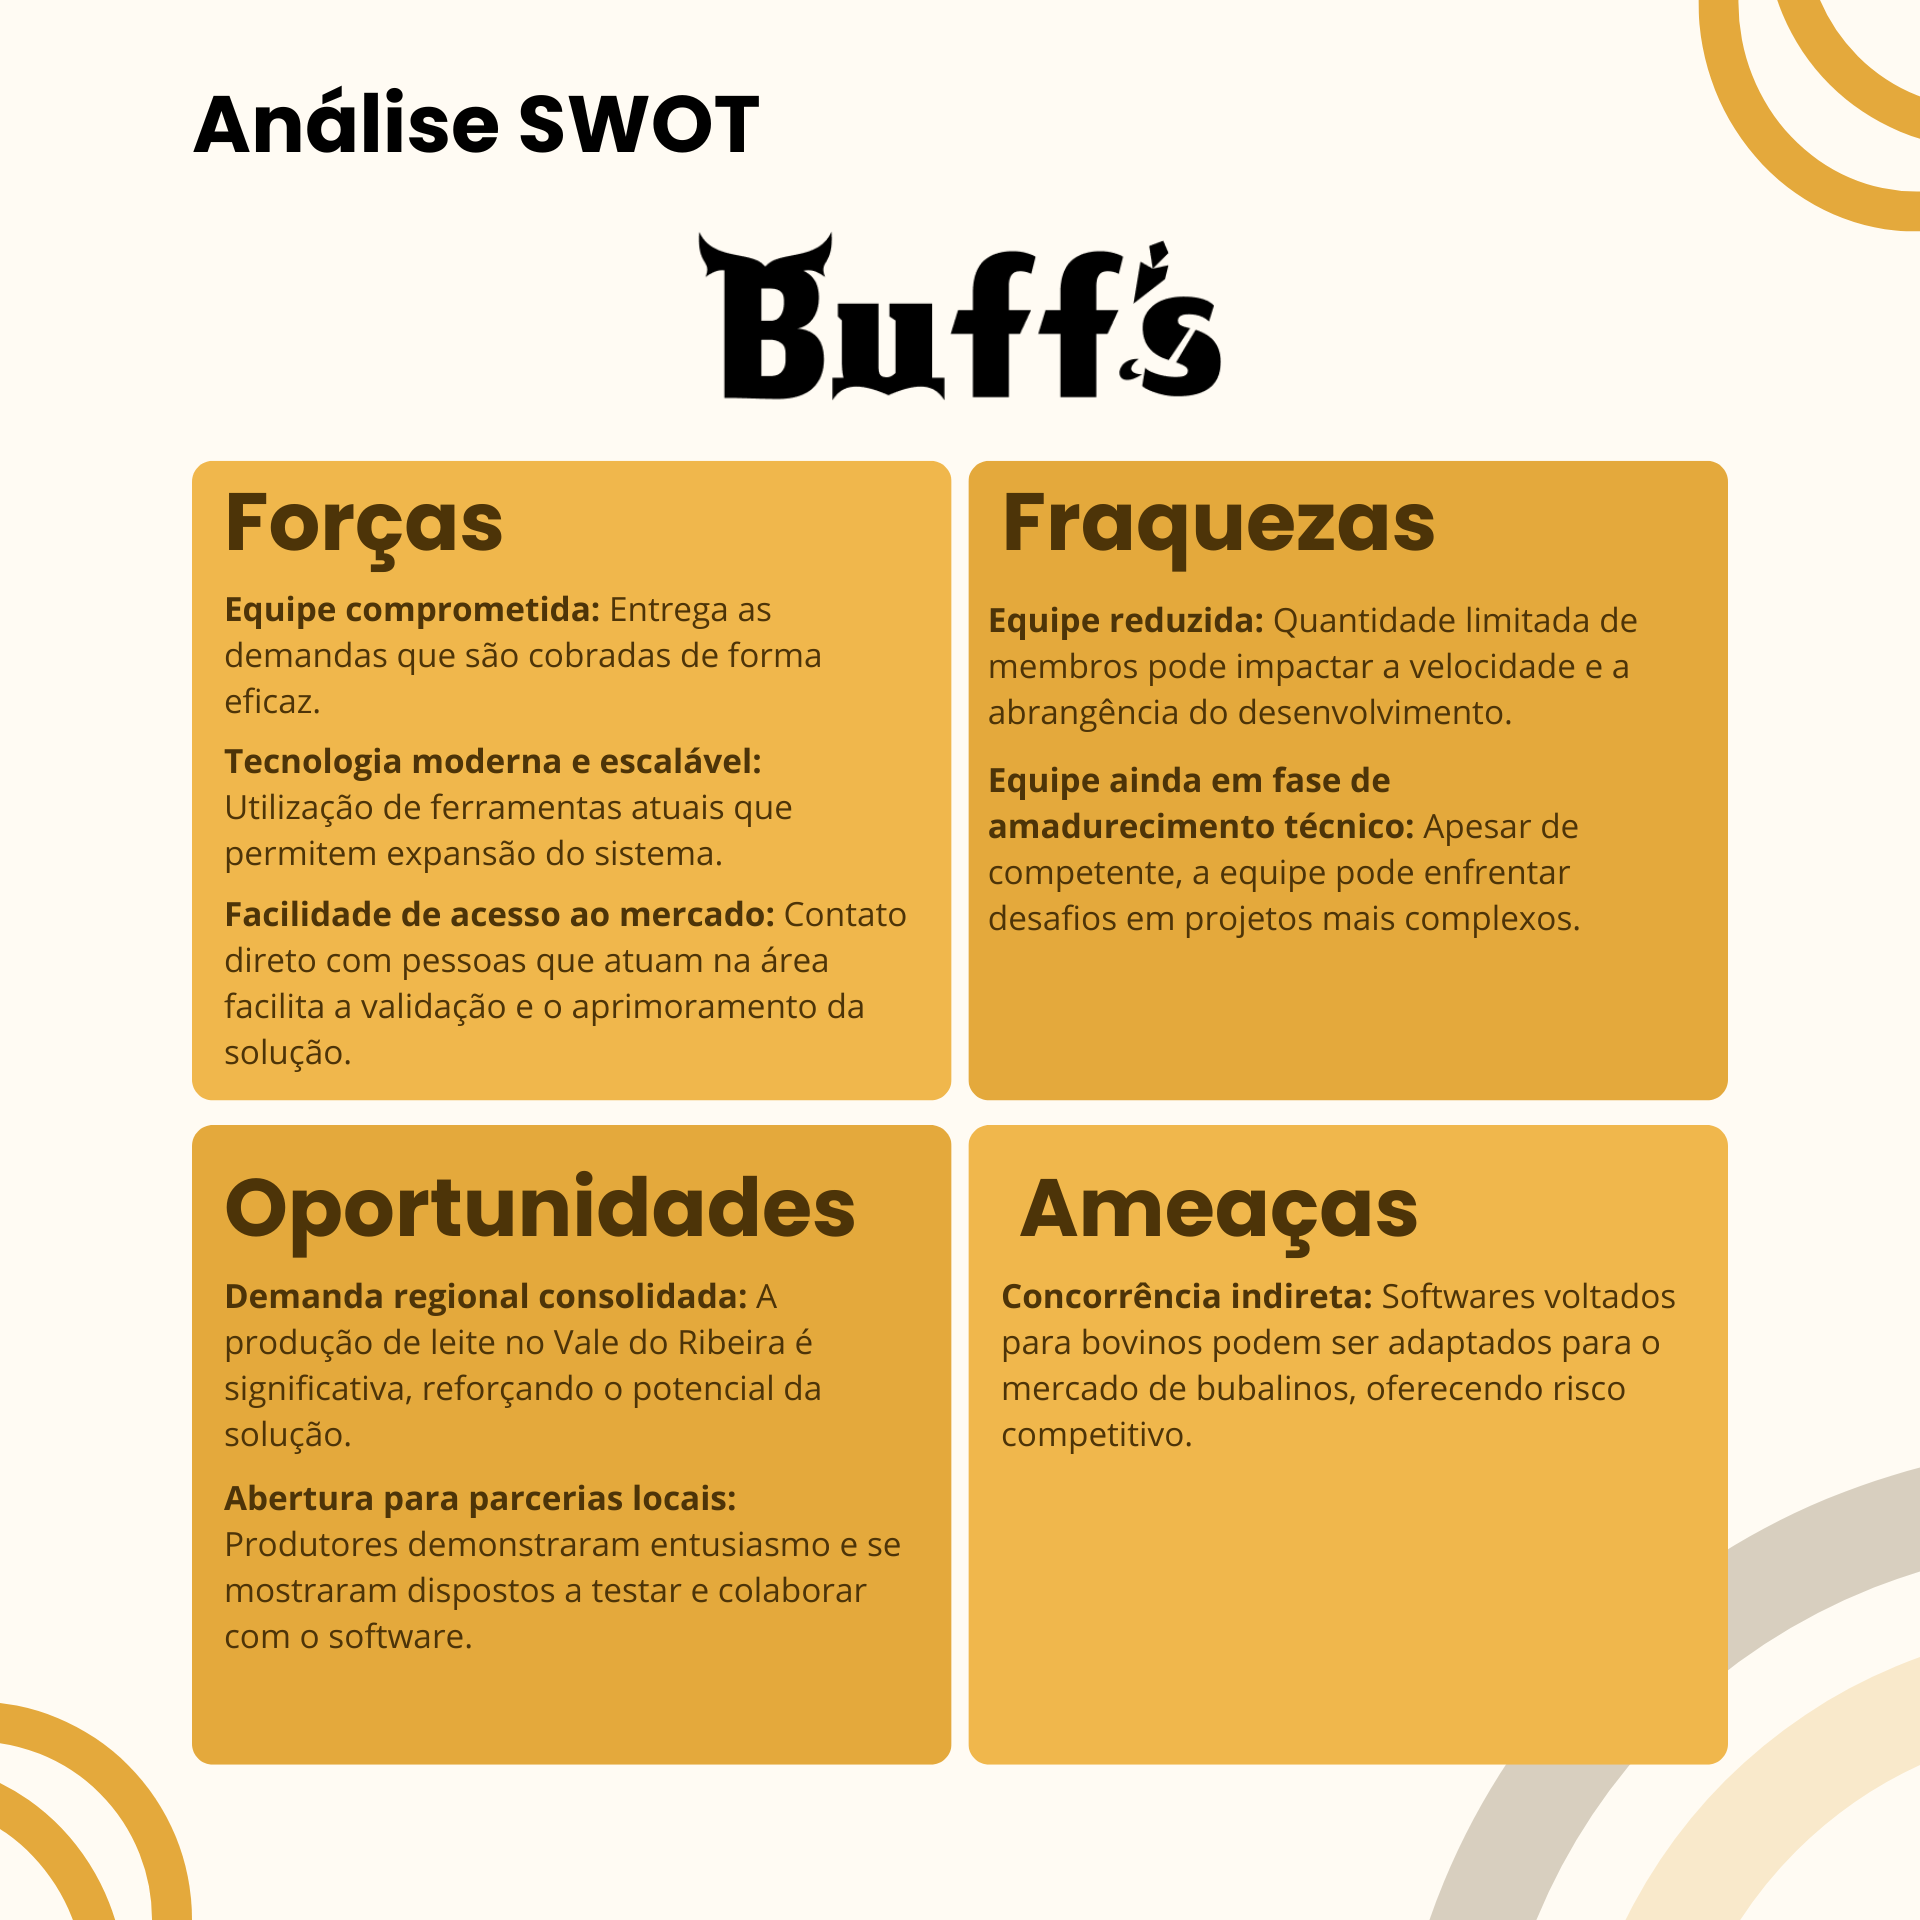 Análise SWOT
Buff's
Forças
Equipe comprometida: Entrega as
demandas que são cobradas de forma
eficaz.
Tecnologia moderna e escalável:
Utilização de ferramentas atuais que
permitem expansão do sistema.
Facilidade de acesso ao mercado: Contato
direto com pessoas que atuam na área
facilita a validação e o aprimoramento da
solução.
Fraquezas
Equipe reduzida: Quantidade limitada de
membros pode impactar a velocidade e a
abrangência do desenvolvimento.
Equipe ainda em fase de
amadurecimento técnico: Apesar de
competente, a equipe pode enfrentar
desafios em projetos mais complexos.
Oportunidades
Demanda regional consolidada: A
produção de leite no Vale do Ribeira é
significativa, reforçando o potencial da
solução.
Abertura para parcerias locais:
Produtores demonstraram entusiasmo e se
mostraram dispostos a testar e colaborar
com o software.
Ameaças
Concorrência indireta: Softwares voltados
para bovinos podem ser adaptados para o
mercado de bubalinos, oferecendo risco
competitivo.